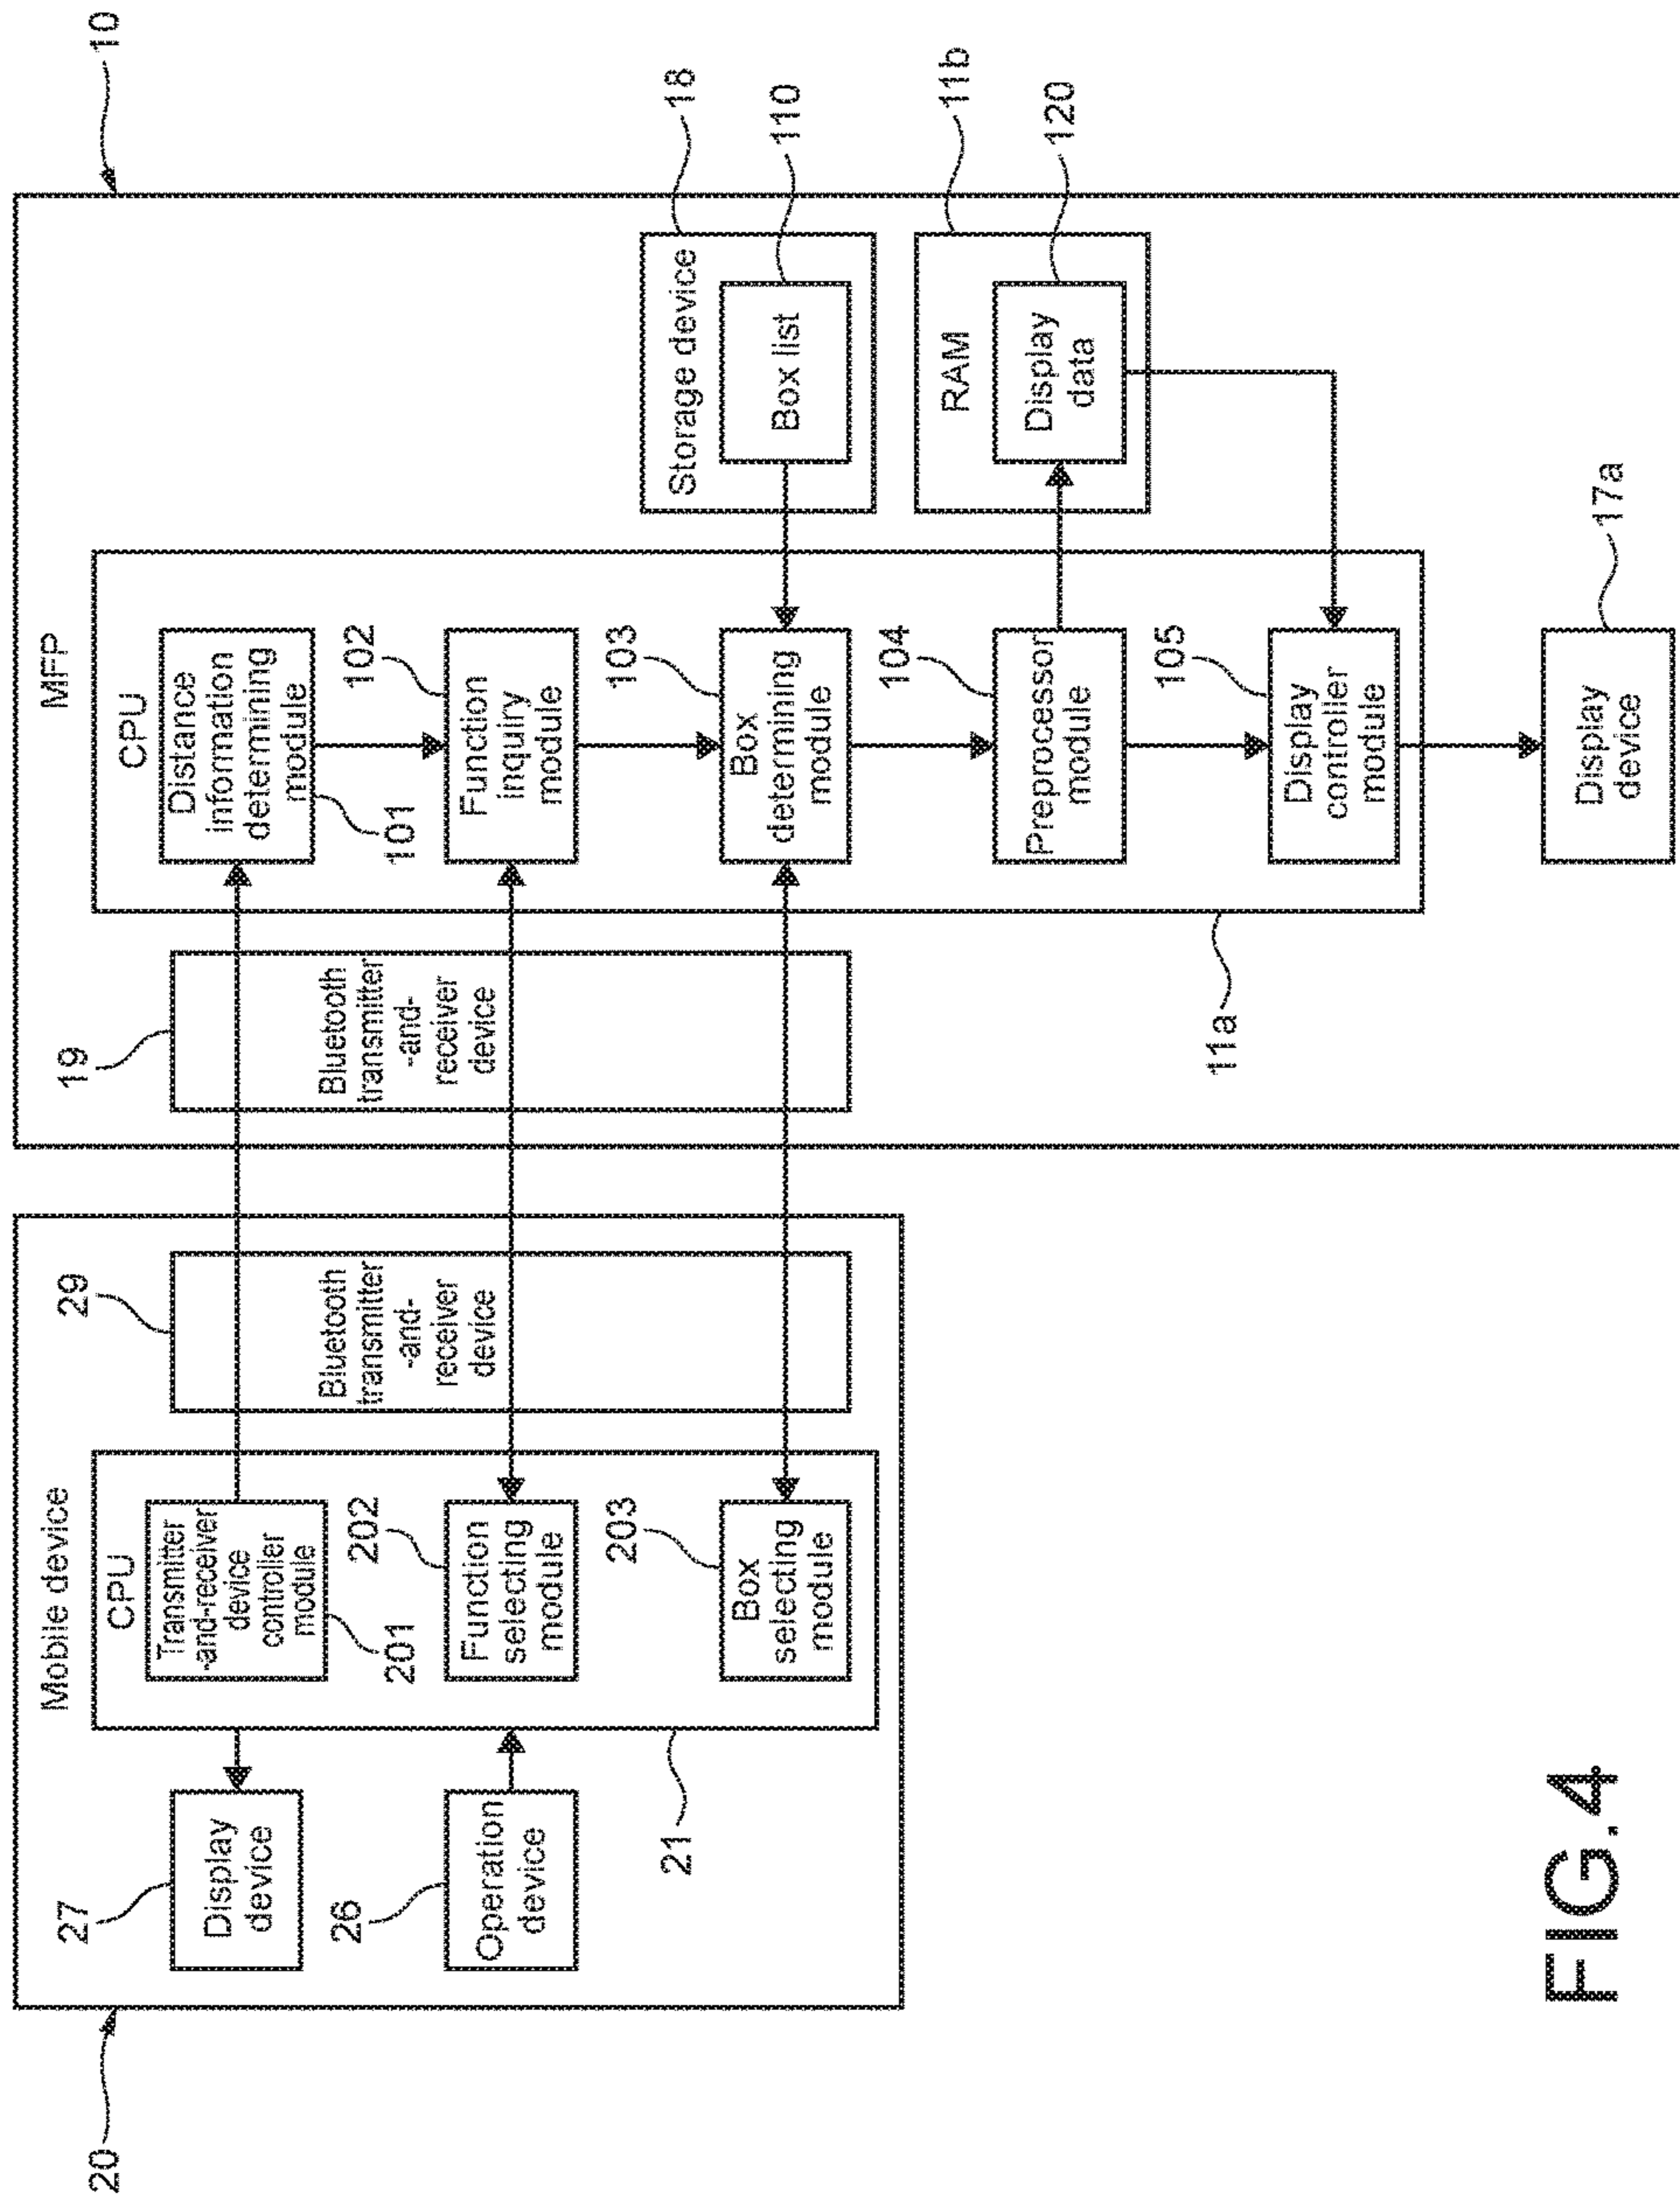 20
Mobile device
27
Display
device
26
Operation
device
21
CPU
Transmitter
-and-receiver
device
controller
module
201
202
Function
selecting
module
203
Box
selecting
module
29
Bluetooth
transmitter
-and-
receiver
device
10
MFP
19
Bluetooth
transmitter
-and-
receiver
device
11a
CPU
Distance
information
determining
module
101
102
Function
inquiry
module
103
Box
determining
module
104
Preprocessor
module
105
Display
controller
module
Display
device
17a
18
Storage device
Box list
110
11b
RAM
Display
data
120
FIG.4